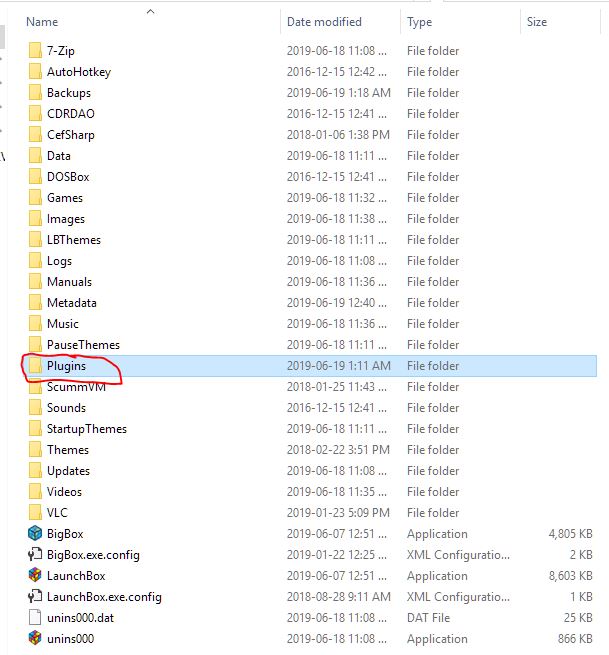 Name Date modified Type Size
7-Zip 2019-06-18 11:08 ... File folder
AutoHotkey 2016-12-15 12:42 ... File folder
Backups 2019-06-19 1:18 AM File folder
CDRDAO 2016-12-15 12:41 ... File folder
CefSharp 2018-01-06 1:38 PM File folder
Data 2019-06-18 11:11 ... File folder
DOSBox 2016-12-15 12:41 ... File folder
Games 2019-06-18 11:32 ... File folder
Images 2019-06-18 11:38 ... File folder
LBThemes 2019-06-18 11:11 ... File folder
Logs 2019-06-18 11:08 ... File folder
Manuals 2019-06-18 11:36 ... File folder
Metadata 2019-06-19 12:40 ... File folder
Music 2019-06-18 11:36 ... File folder
PauseThemes 2019-06-18 11:11 ... File folder
Plugins 2019-06-19 1:11 AM File folder
ScummVM 2018-01-25 11:43 ... File folder
Sounds 2016-12-15 12:41 ... File folder
StartupThemes 2019-06-18 11:11 ... File folder
Themes 2018-02-22 3:51 PM File folder
Updates 2019-06-18 11:08 ... File folder
Videos 2019-06-18 11:35 ... File folder
VLC 2019-01-23 5:09 PM File folder
BigBox 2019-06-07 12:51 ... Application 4,805 KB
BigBox.exe.config 2019-01-22 12:25 ... XML Configuratio... 2 KB
LaunchBox 2019-06-07 12:51 ... Application 8,603 KB
LaunchBox.exe.config 2018-08-28 9:11 AM XML Configuratio... 1 KB
unins000.dat 2019-06-18 11:08 ... DAT File 25 KB
unins000 2019-06-18 11:08 ... Application 866 KB